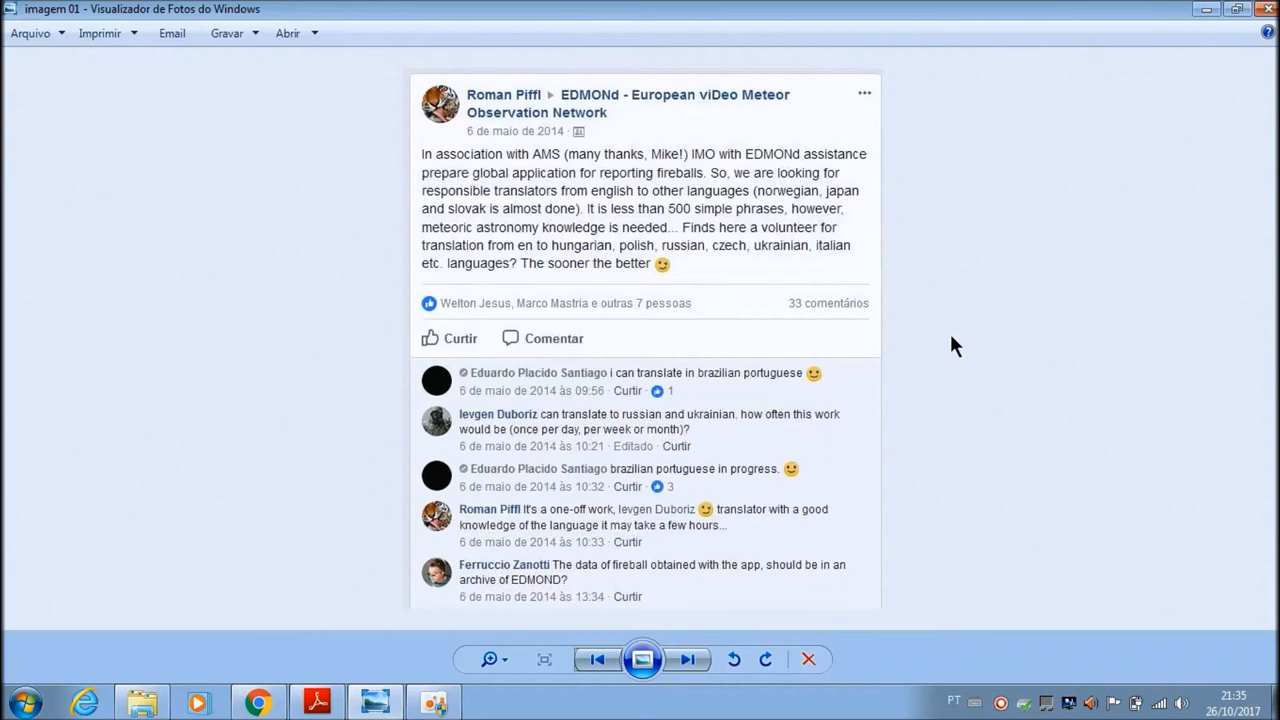 imagem 01 - Visualizador de Fotos do Windows
Arquivo Imprimir Email Gravar Abrir
Roman Piffl ▸ EDMONd - European viDeo Meteor
Observation Network
6 de maio de 2014 ·
In association with AMS (many thanks, Mike!) IMO with EDMONd assistance
prepare global application for reporting fireballs. So, we are looking for
responsible translators from english to other languages (norwegian, japan
and slovak is almost done). It is less than 500 simple phrases, however,
meteoric astronomy knowledge is needed... Finds here a volunteer for
translation from en to hungarian, polish, russian, czech, ukrainian, italian
etc. languages? The sooner the better 😉
Welton Jesus, Marco Mastria e outras 7 pessoas 33 comentários
Curtir Comentar
Eduardo Placido Santiago i can translate in brazilian portuguese 🙂
6 de maio de 2014 às 09:56 · Curtir · 1
Ievgen Duboriz can translate to russian and ukrainian. how often this work
would be (once per day, per week or month)?
6 de maio de 2014 às 10:21 · Editado · Curtir
Eduardo Placido Santiago brazilian portuguese in progress. 🙂
6 de maio de 2014 às 10:32 · Curtir · 3
Roman Piffl It's a one-off work, Ievgen Duboriz 😉 translator with a good
knowledge of the language it may take a few hours...
6 de maio de 2014 às 10:33 · Curtir
Ferruccio Zanotti The data of fireball obtained with the app, should be in an
archive of EDMOND?
6 de maio de 2014 às 13:34 · Curtir
PT
21:35
26/10/2017